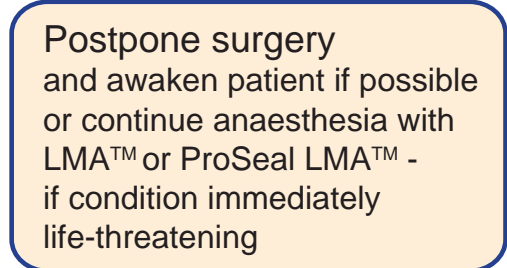 Postpone surgery
and awaken patient if possible
or continue anaesthesia with
LMA™ or ProSeal LMA™ -
if condition immediately
life-threatening